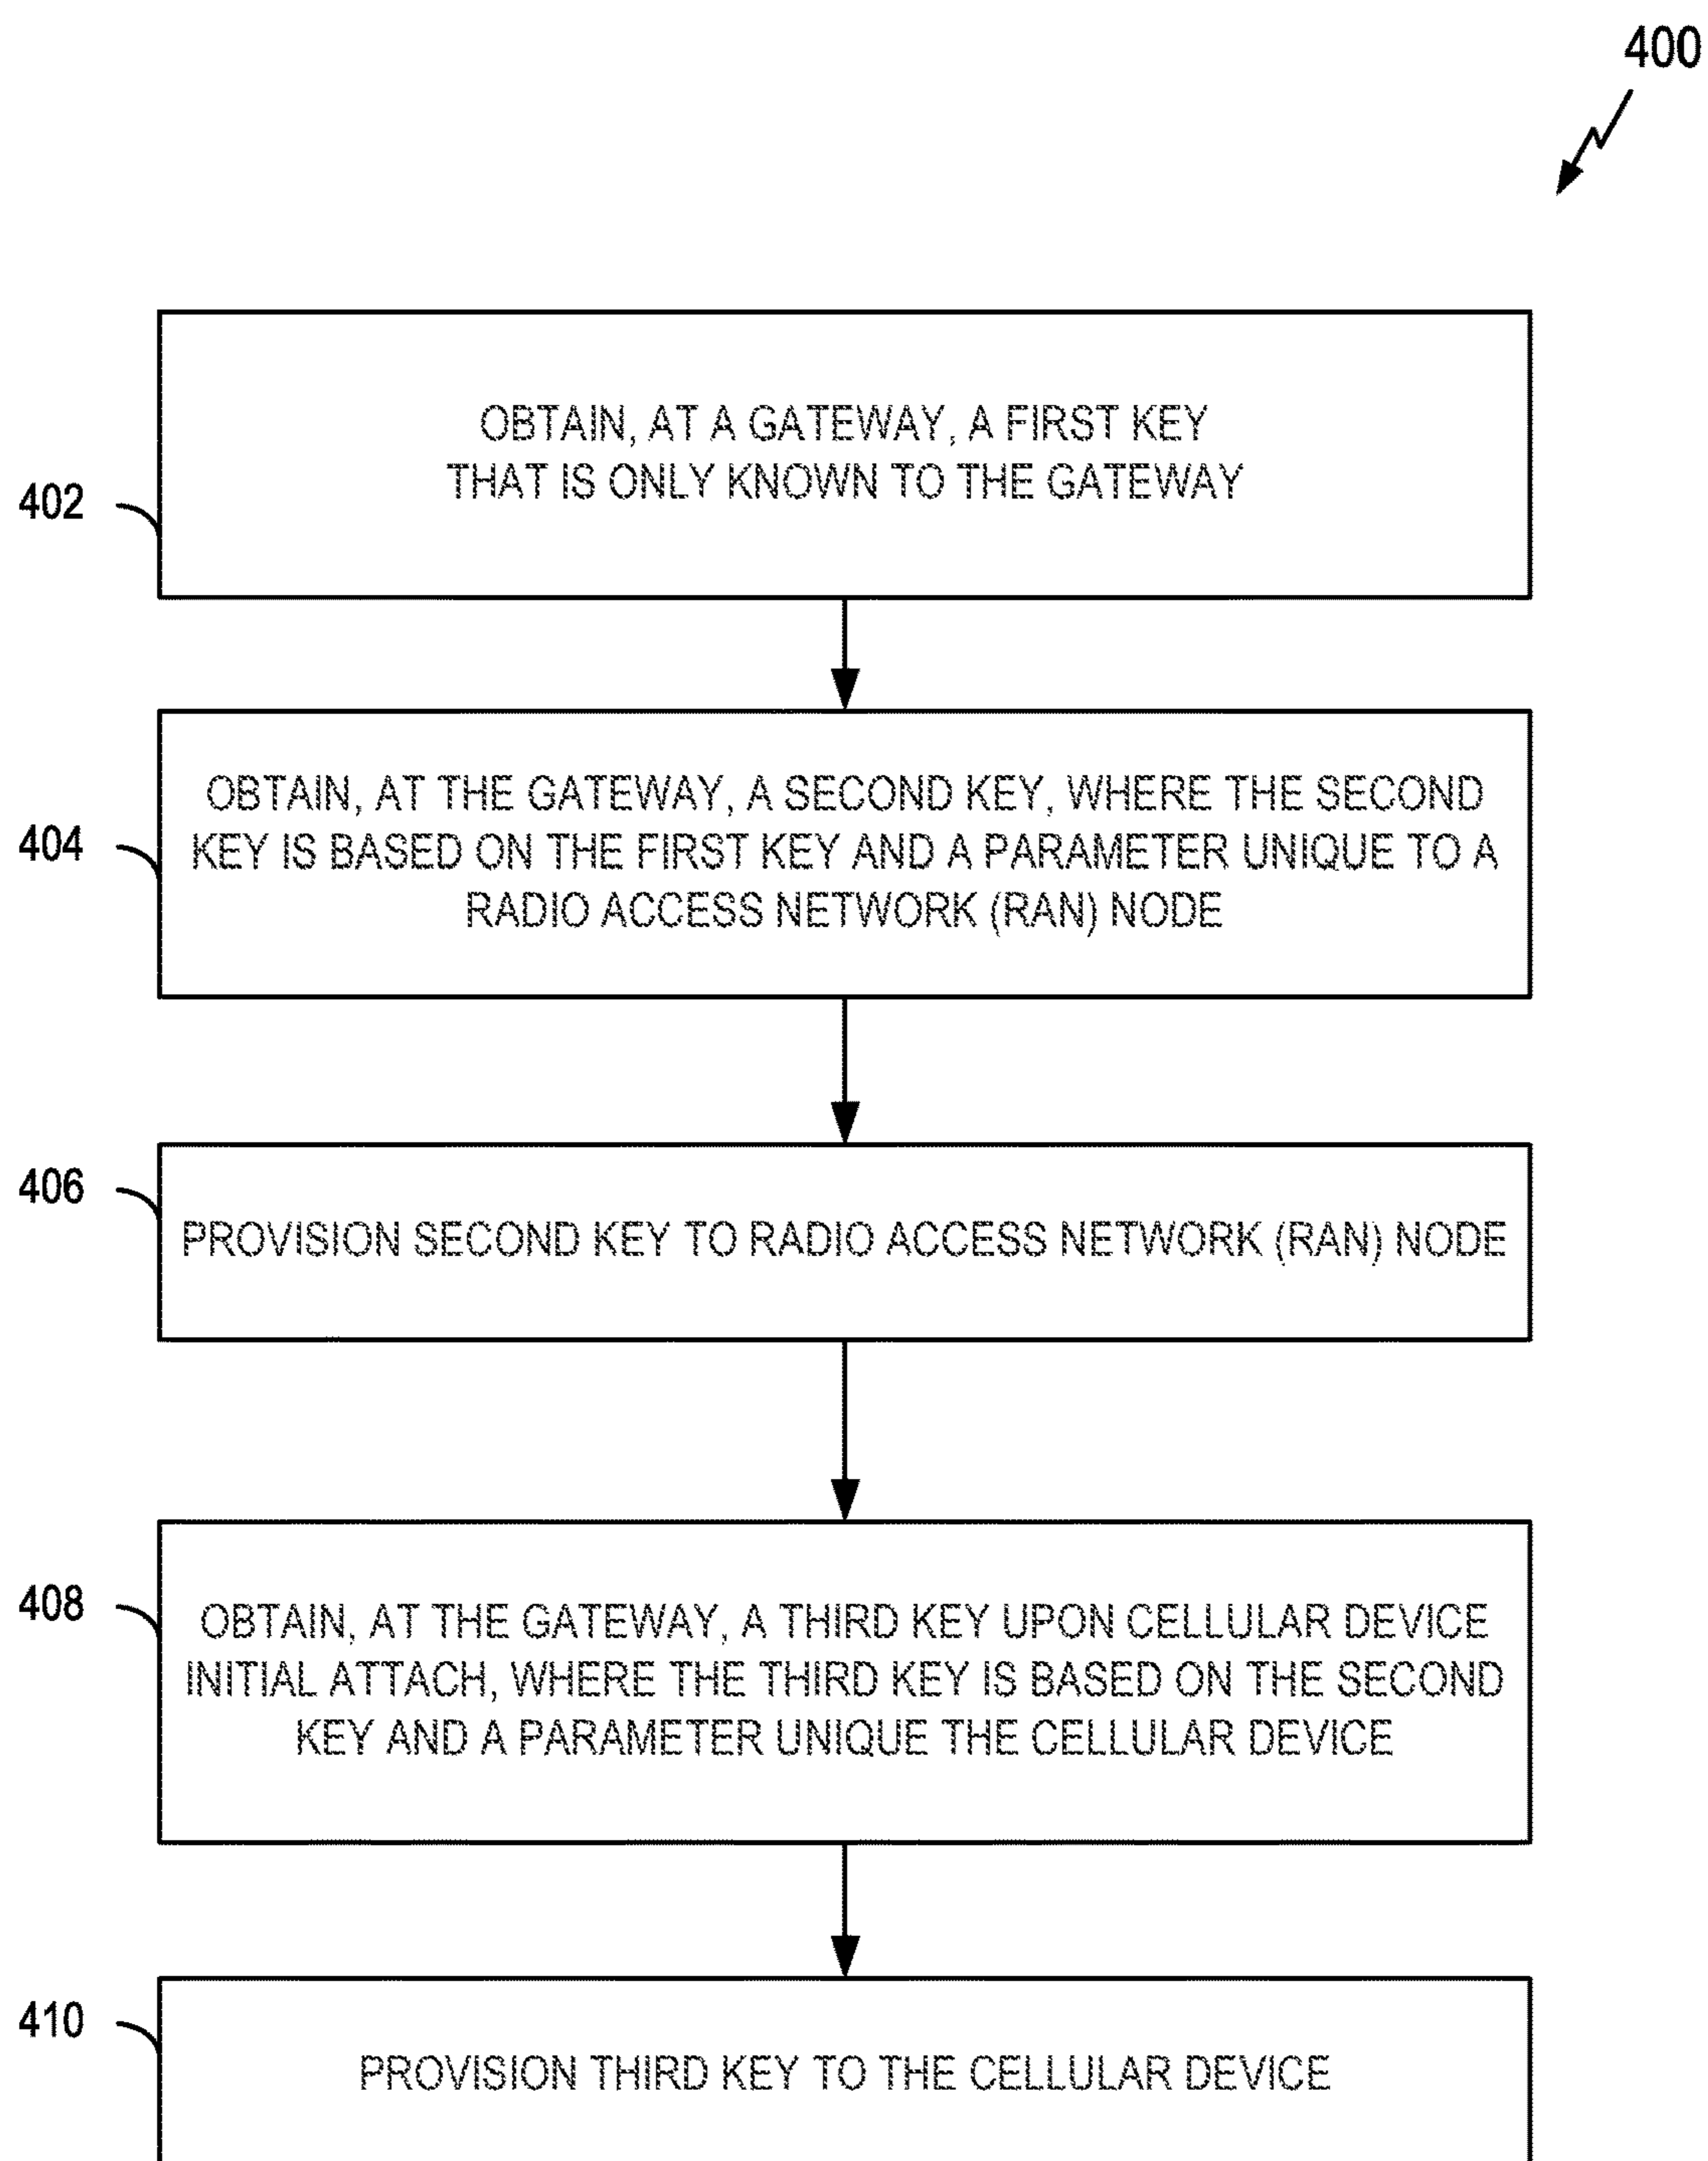 400
OBTAIN, AT A GATEWAY, A FIRST KEY
THAT IS ONLY KNOWN TO THE GATEWAY
402
OBTAIN, AT THE GATEWAY, A SECOND KEY, WHERE THE SECOND
KEY IS BASED ON THE FIRST KEY AND A PARAMETER UNIQUE TO A
RADIO ACCESS NETWORK (RAN) NODE
404
406
PROVISION SECOND KEY TO RADIO ACCESS NETWORK (RAN) NODE
408
OBTAIN, AT THE GATEWAY, A THIRD KEY UPON CELLULAR DEVICE
INITIAL ATTACH, WHERE THE THIRD KEY IS BASED ON THE SECOND
KEY AND A PARAMETER UNIQUE THE CELLULAR DEVICE
410
PROVISION THIRD KEY TO THE CELLULAR DEVICE